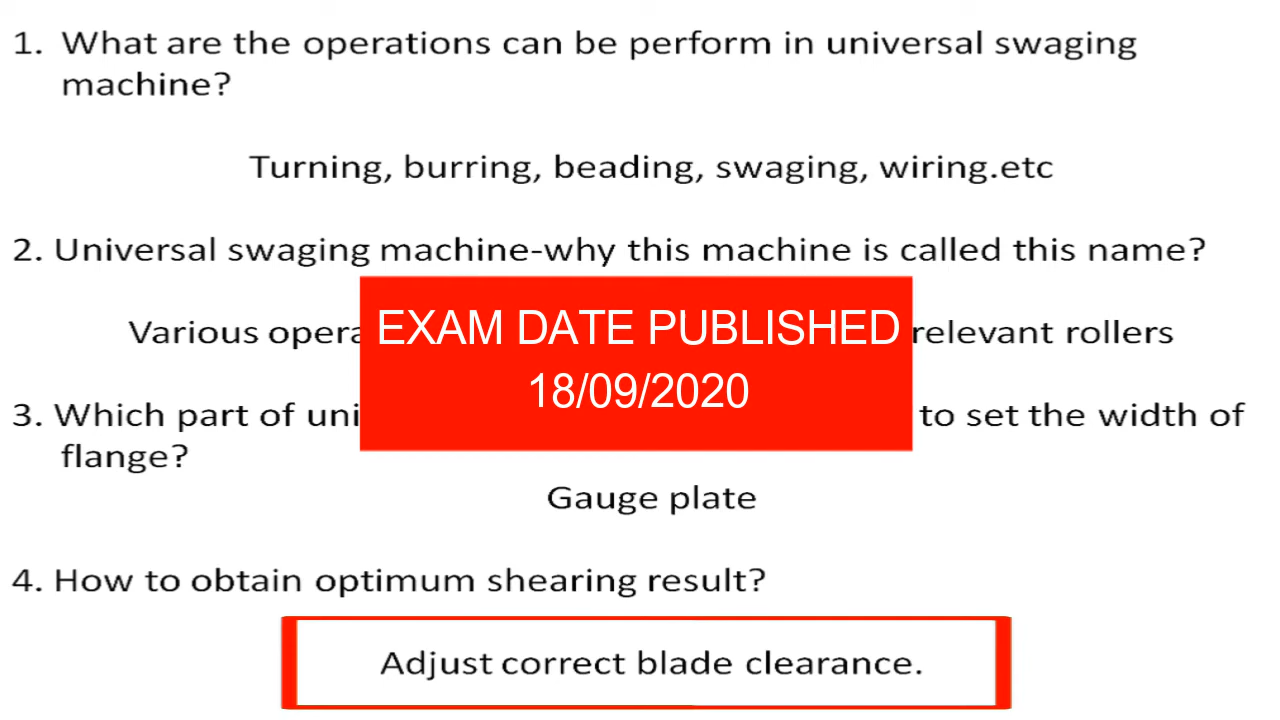 1. What are the operations can be perform in universal swaging
machine?
Turning, burring, beading, swaging, wiring.etc
2. Universal swaging machine-why this machine is called this name?
Various opera
EXAM DATE PUBLISHED
relevant rollers
18/09/2020
3. Which part of uni
to set the width of
flange?
Gauge plate
4. How to obtain optimum shearing result?
Adjust correct blade clearance.